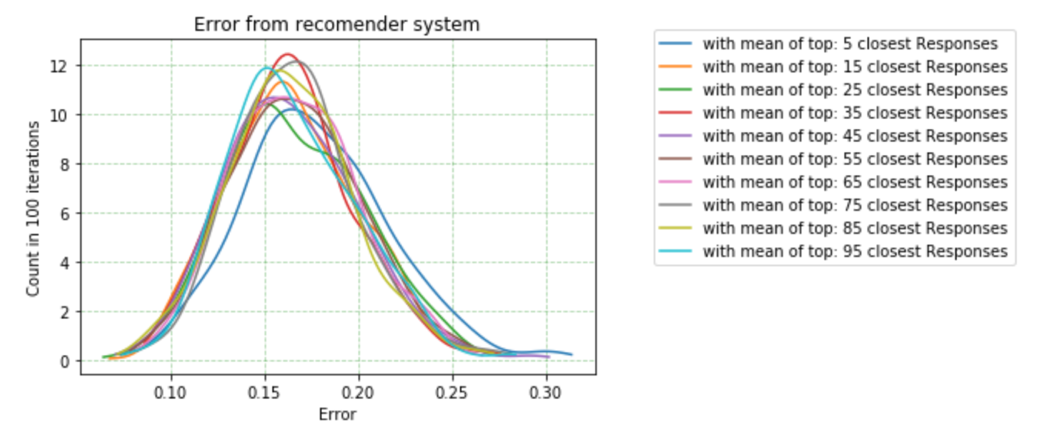 Error from recomender system
Count in 100 iterations
12
10
8
6
4
2
0
0.10 0.15 0.20 0.25 0.30
Error
with mean of top: 5 closest Responses
with mean of top: 15 closest Responses
with mean of top: 25 closest Responses
with mean of top: 35 closest Responses
with mean of top: 45 closest Responses
with mean of top: 55 closest Responses
with mean of top: 65 closest Responses
with mean of top: 75 closest Responses
with mean of top: 85 closest Responses
with mean of top: 95 closest Responses